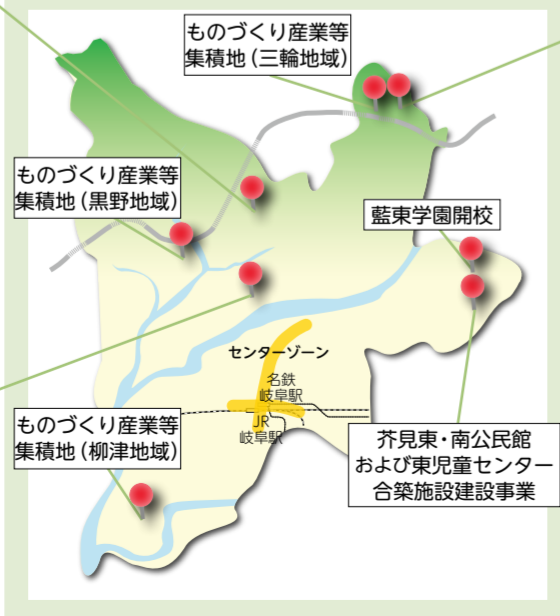 ものづくり産業等
集積地（三輪地域）
ものづくり産業等
集積地（黒野地域）
藍東学園開校
センターゾーン
名鉄
岐阜駅
JR
岐阜駅
ものづくり産業等
集積地（柳津地域）
芥見東・南公民館
および東児童センター
合築施設建設事業